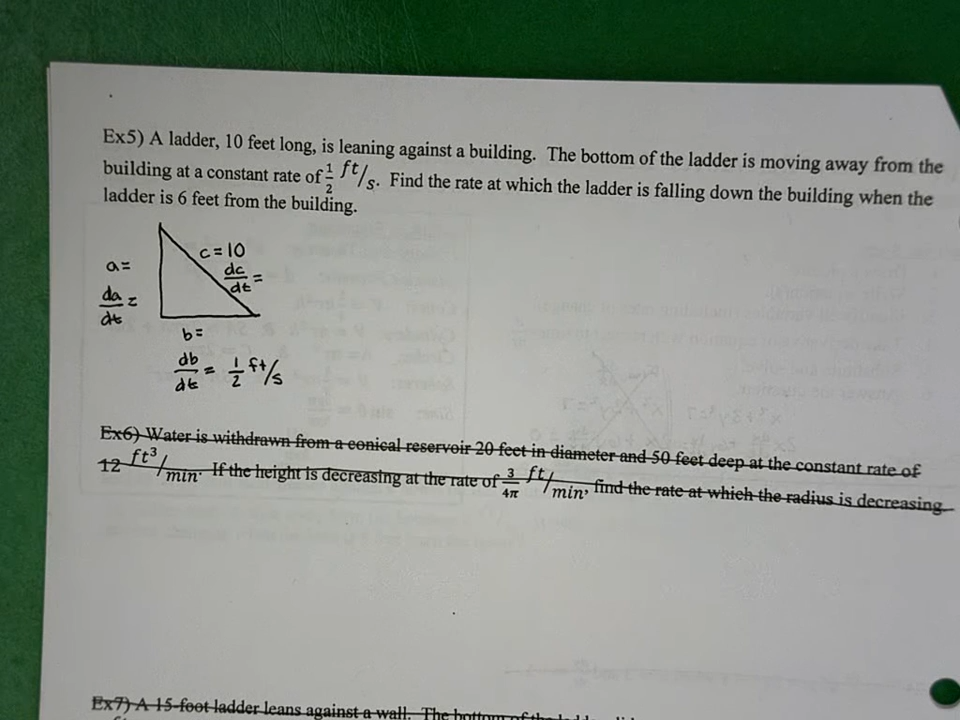 Ex5) A ladder, 10 feet long, is leaning against a building. The bottom of the ladder is moving away from the
building at a constant rate of 1/2 ft/s. Find the rate at which the ladder is falling down the building when the
ladder is 6 feet from the building.
c = 10
a =
dc/dt =
da/dt =
b =
db/dt = 1/2 ft/s
Ex6) Water is withdrawn from a conical reservoir 20 feet in diameter and 50 feet deep at the constant rate of
12 ft³/min. If the height is decreasing at the rate of 3/4π ft/min, find the rate at which the radius is decreasing.
Ex7) A 15-foot ladder leans against a wall. The bottom of the